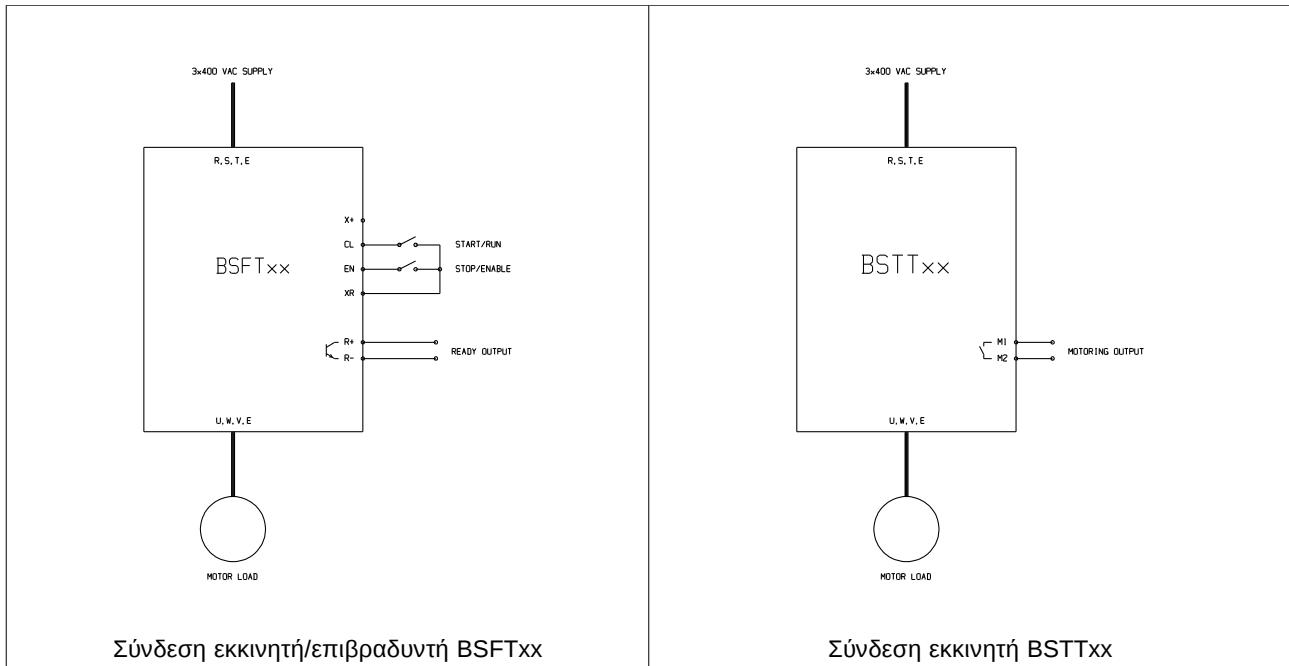 3x400 VAC SUPPLY
R,S,T,E
X+
CL
START/RUN
BSFTxx
EN
STOP/ENABLE
XR
R+
READY OUTPUT
R-
U,W,V,E
MOTOR LOAD
Σύνδεση εκκινητή/επιβραδυντή BSFTxx
3x400 VAC SUPPLY
R,S,T,E
BSTTxx
M1
MOTORING OUTPUT
M2
U,W,V,E
MOTOR LOAD
Σύνδεση εκκινητή BSTTxx